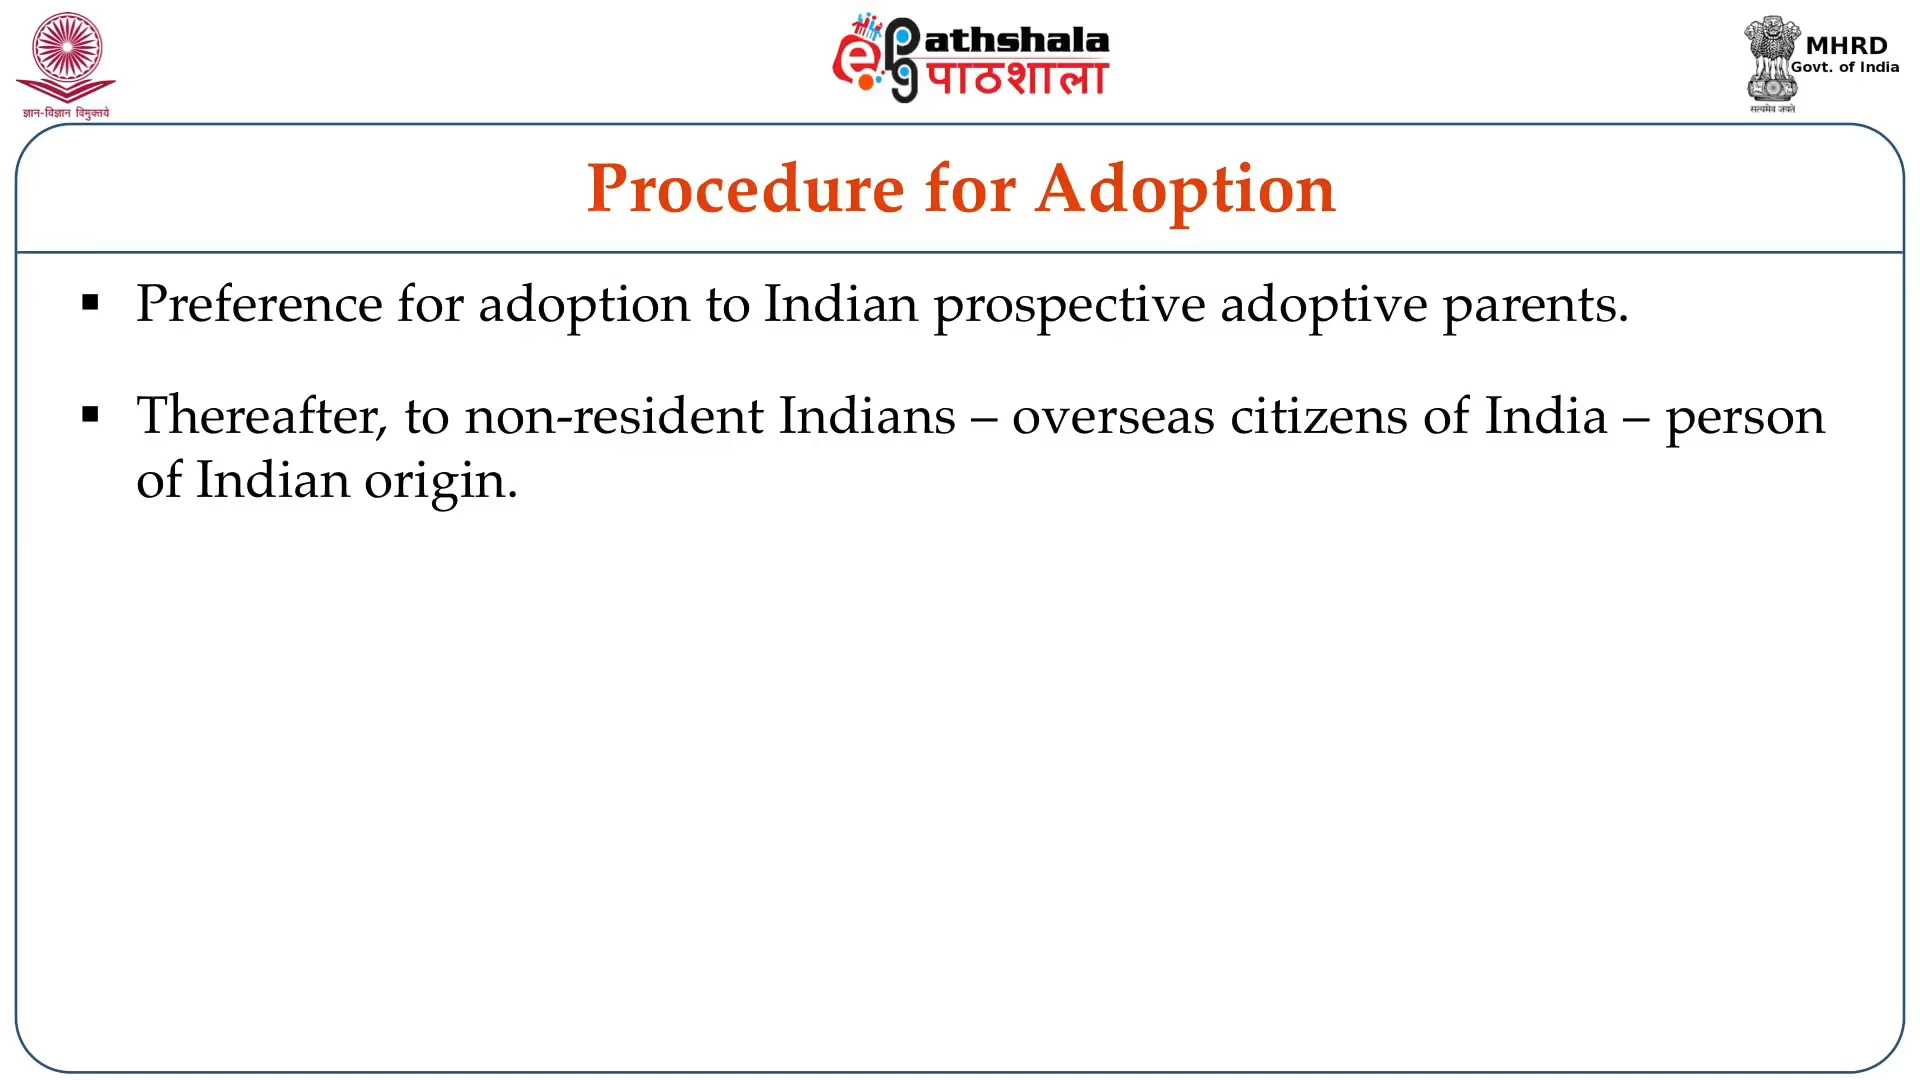 ज्ञान-विज्ञान विमुक्तये
ePG Pathshala
पाठशाला
MHRD
Govt. of India
सत्यमेव जयते
Procedure for Adoption
▪ Preference for adoption to Indian prospective adoptive parents.
▪ Thereafter, to non-resident Indians – overseas citizens of India – person
of Indian origin.